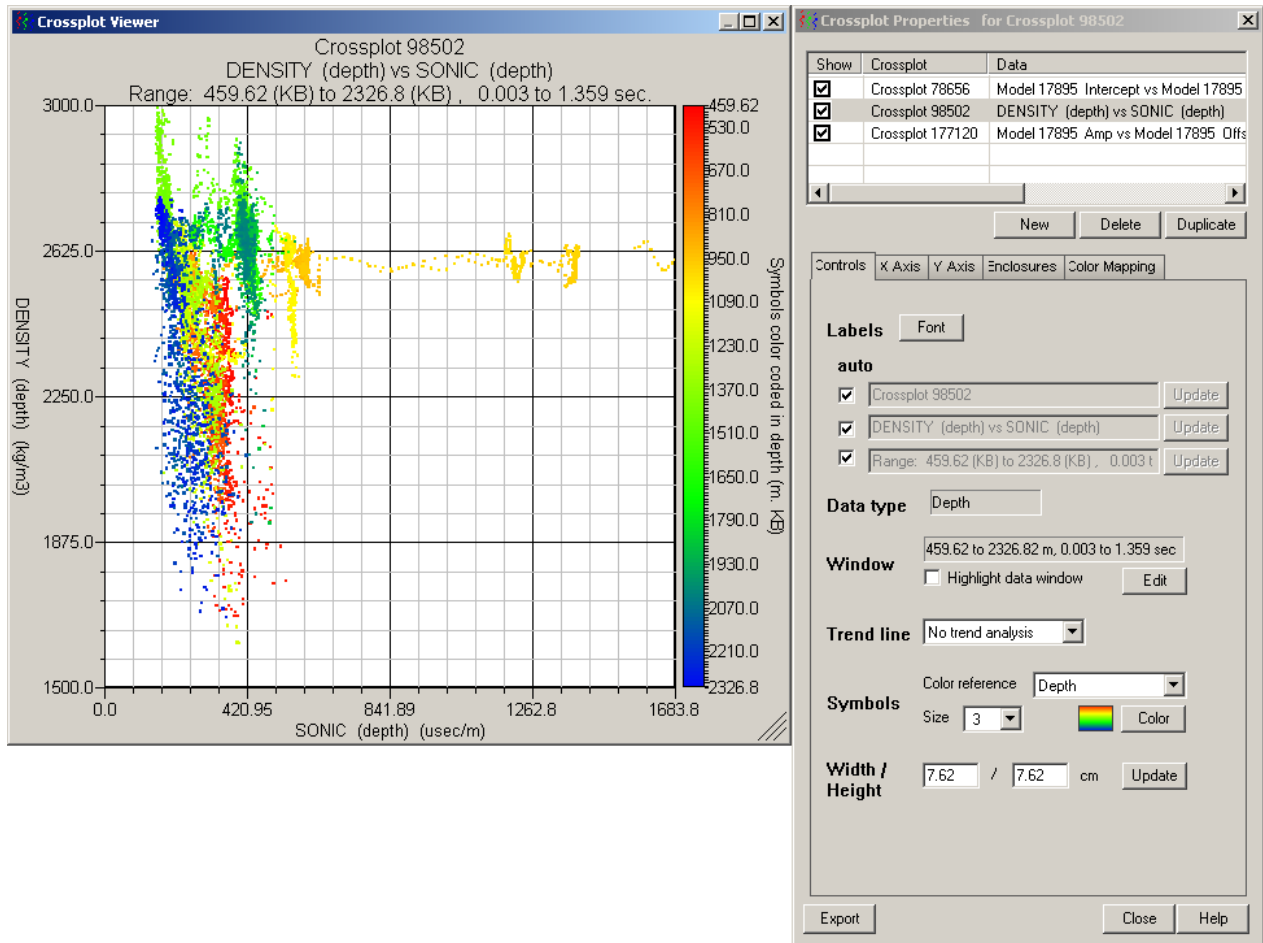 Crossplot Viewer
Crossplot 98502
DENSITY (depth) vs SONIC (depth)
Range: 459.62 (KB) to 2326.8 (KB) , 0.003 to 1.359 sec.
3000.0
2625.0
2250.0
1875.0
1500.0
DENSITY (depth) (kg/m3)
0.0
420.95
841.89
1262.8
1683.8
SONIC (depth) (usec/m)
459.62
530.0
670.0
810.0
950.0
1090.0
1230.0
1370.0
1510.0
1650.0
1790.0
1930.0
2070.0
2210.0
2326.8
Symbols color coded in depth (m. KB)
Crossplot Properties for Crossplot 98502
Show Crossplot Data
Crossplot 78656 Model 17895 Intercept vs Model 17895
Crossplot 98502 DENSITY (depth) vs SONIC (depth)
Crossplot 177120 Model 17895 Amp vs Model 17895 Offs
New Delete Duplicate
Controls X Axis Y Axis Enclosures Color Mapping
Labels Font
auto
Crossplot 98502 Update
DENSITY (depth) vs SONIC (depth) Update
Range: 459.62 (KB) to 2326.8 (KB) , 0.003 t Update
Data type Depth
Window 459.62 to 2326.82 m, 0.003 to 1.359 sec
Highlight data window Edit
Trend line No trend analysis
Symbols Color reference Depth
Size 3 Color
Width / Height 7.62 / 7.62 cm Update
Export Close Help